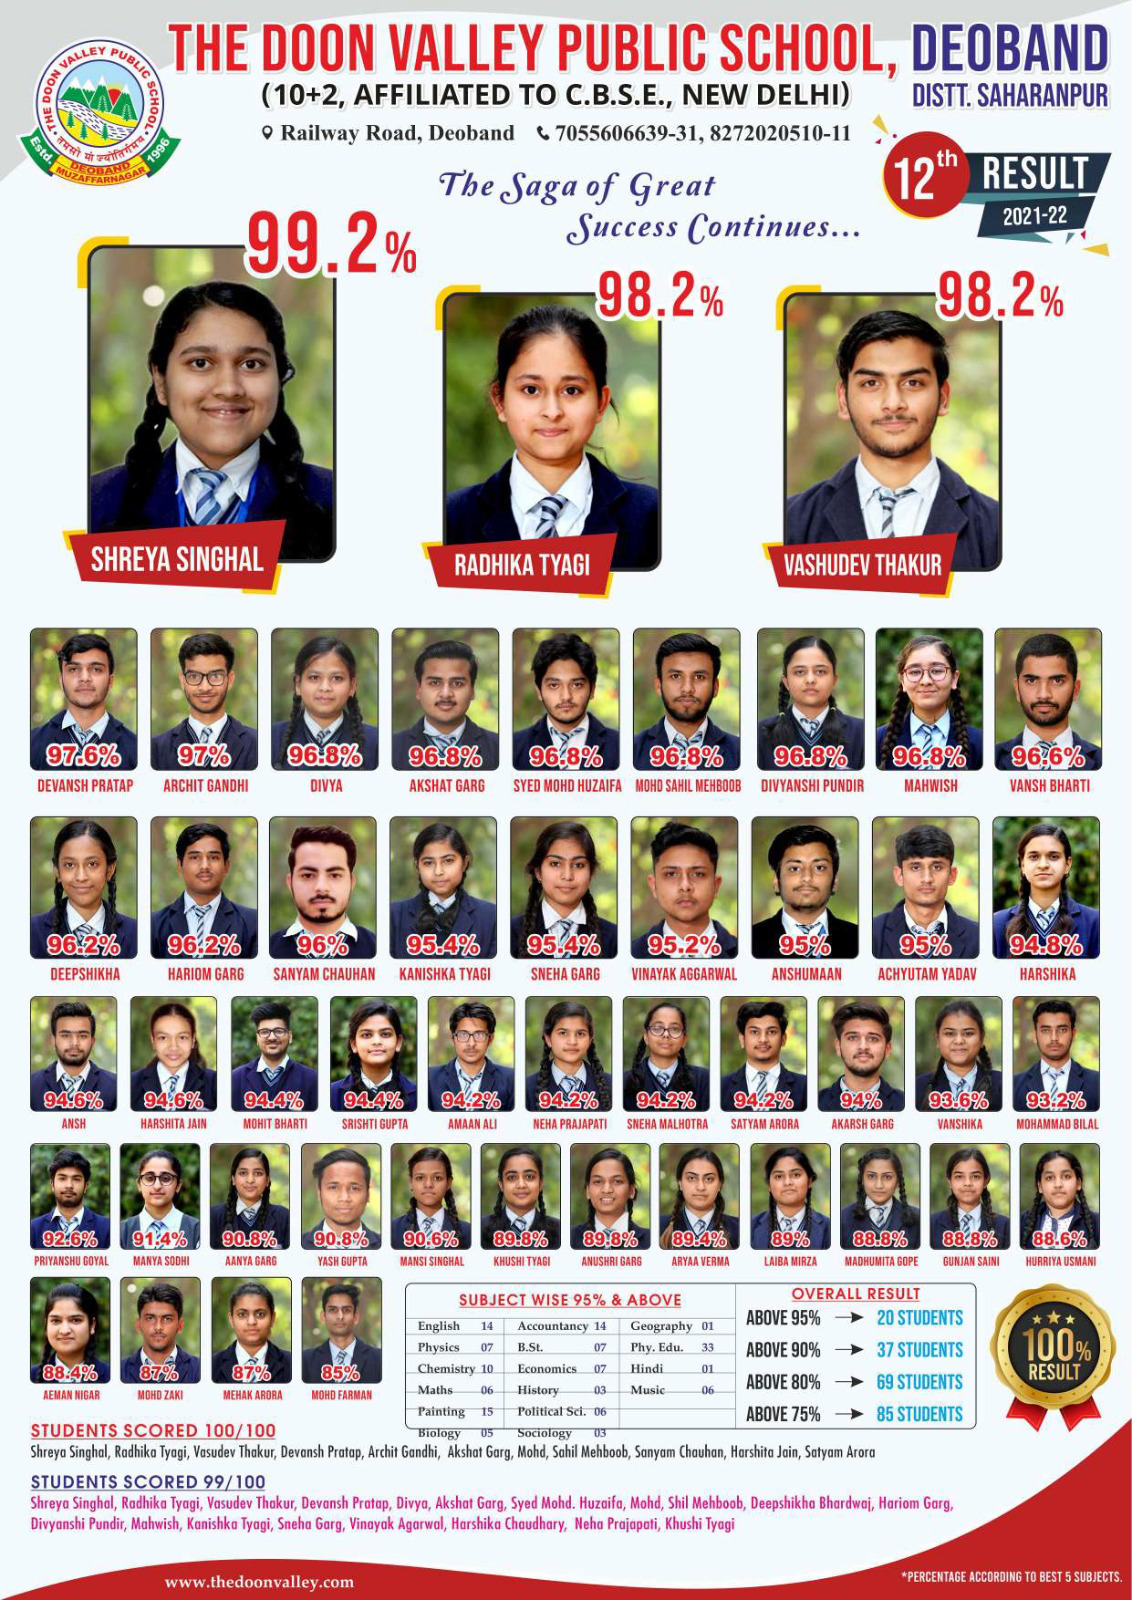 THE DOON VALLEY PUBLIC SCHOOL, DEOBAND
(10+2, AFFILIATED TO C.B.S.E., NEW DELHI) DISTT. SAHARANPUR
THE DOON VALLEY PUBLIC SCHOOL
तमसो मा ज्योतिर्गमय
Estd. 1996
DEOBAND
MUZAFFARNAGAR
Railway Road, Deoband 7055606639-31, 8272020510-11
12th RESULT
2021-22
The Saga of Great
Success Continues...
99.2% 98.2% 98.2%
SHREYA SINGHAL RADHIKA TYAGI VASHUDEV THAKUR
97.6% 97% 96.8% 96.8% 96.8% 96.8% 96.8% 96.8% 96.6%
DEVANSH PRATAP ARCHIT GANDHI DIVYA AKSHAT GARG SYED MOHD HUZAIFA MOHD SAHIL MEHBOOB DIVYANSHI PUNDIR MAHWISH VANSH BHARTI
96.2% 96.2% 96% 95.4% 95.4% 95.2% 95% 95% 94.8%
DEEPSHIKHA HARIOM GARG SANYAM CHAUHAN KANISHKA TYAGI SNEHA GARG VINAYAK AGGARWAL ANSHUMAAN ACHYUTAM YADAV HARSHIKA
94.6% 94.6% 94.4% 94.4% 94.2% 94.2% 94.2% 94.2% 94% 93.6% 93.2%
ANSH HARSHITA JAIN MOHIT BHARTI SRISHTI GUPTA AMAAN ALI NEHA PRAJAPATI SNEHA MALHOTRA SATYAM ARORA AKARSH GARG VANSHIKA MOHAMMAD BILAL
92.6% 91.4% 90.8% 90.8% 90.6% 89.8% 89.8% 89.4% 89% 88.8% 88.8% 88.6%
PRIYANSHU GOYAL MANYA SODHI AANYA GARG YASH GUPTA MANSI SINGHAL KHUSHI TYAGI ANUSHRI GARG ARYAA VERMA LAIBA MIRZA MADHUMITA GOPE GUNJAN SAINI HURRIYA USMANI
88.4% 87% 87% 85%
AEMAN NIGAR MOHD ZAKI MEHAK ARORA MOHD FARMAN
SUBJECT WISE 95% & ABOVE
English 14 Accountancy 14 Geography 01
Physics 07 B.St. 07 Phy. Edu. 33
Chemistry 10 Economics 07 Hindi 01
Maths 06 History 03 Music 06
Painting 15 Political Sci. 06
Biology 05 Sociology 03
OVERALL RESULT
ABOVE 95% → 20 STUDENTS
ABOVE 90% → 37 STUDENTS
ABOVE 80% → 69 STUDENTS
ABOVE 75% → 85 STUDENTS
100%
RESULT
STUDENTS SCORED 100/100
Shreya Singhal, Radhika Tyagi, Vasudev Thakur, Devansh Pratap, Archit Gandhi, Akshat Garg, Mohd, Sahil Mehboob, Sanyam Chauhan, Harshita Jain, Satyam Arora
STUDENTS SCORED 99/100
Shreya Singhal, Radhika Tyagi, Vasudev Thakur, Devansh Pratap, Divya, Akshat Garg, Syed Mohd. Huzaifa, Mohd, Shil Mehboob, Deepshikha Bhardwaj, Hariom Garg,
Divyanshi Pundir, Mahwish, Kanishka Tyagi, Sneha Garg, Vinayak Agarwal, Harshika Chaudhary, Neha Prajapati, Khushi Tyagi
www.thedoonvalley.com
*PERCENTAGE ACCORDING TO BEST 5 SUBJECTS.